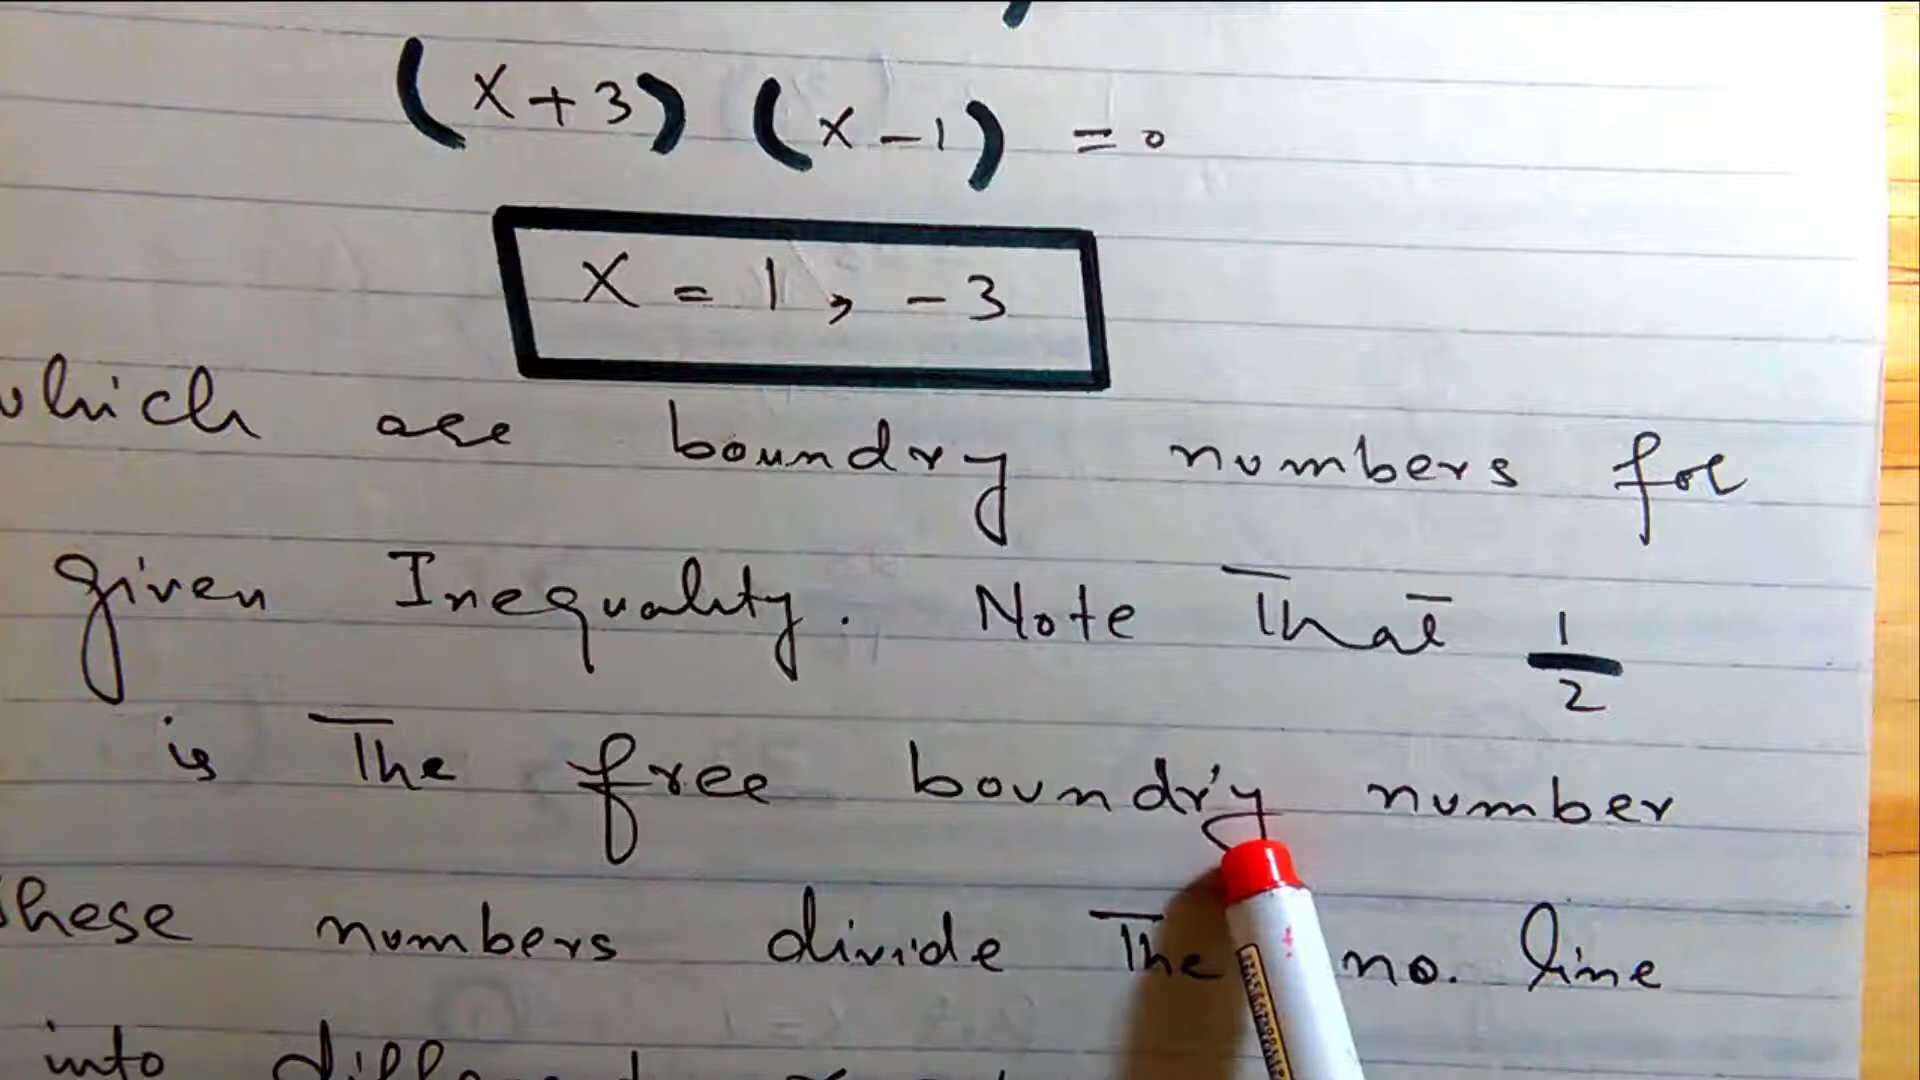 (x+3) (x-1) = 0
x = 1, -3
which are boundry numbers for
given Inequality. Note That 1/2
is The free boundry number
These numbers divide The no. line
into different